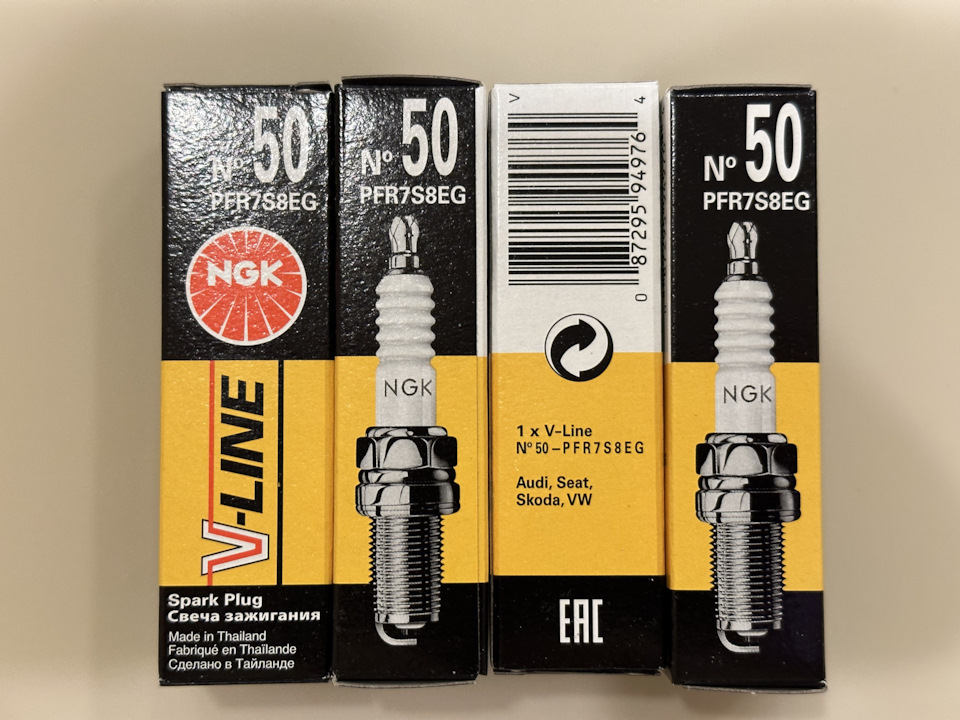 Nº 50
PFR7S8EG
NGK
V-LINE
Spark Plug
Свеча зажигания
Made in Thailand
Fabriqué en Thaïlande
Сделано в Тайланде
Nº 50
PFR7S8EG
NGK
V 4
0 87295 94976
1 x V-Line
Nº 50 – PFR7S8EG
Audi, Seat,
Skoda, VW
EAC
Nº 50
PFR7S8EG
NGK